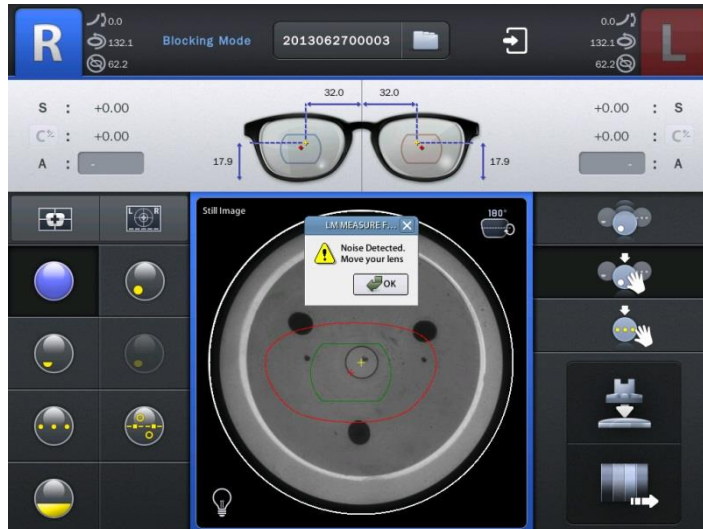 R
0.0
132.1
62.2
Blocking Mode
2013062700003
0.0
132.1
62.2
L
S : +0.00
C : +0.00
A : -
32.0 32.0
17.9
17.9
+0.00 : S
+0.00 : C
- : A
L R
Still Image
180°
LM MEASURE F...
Noise Detected.
Move your lens
OK